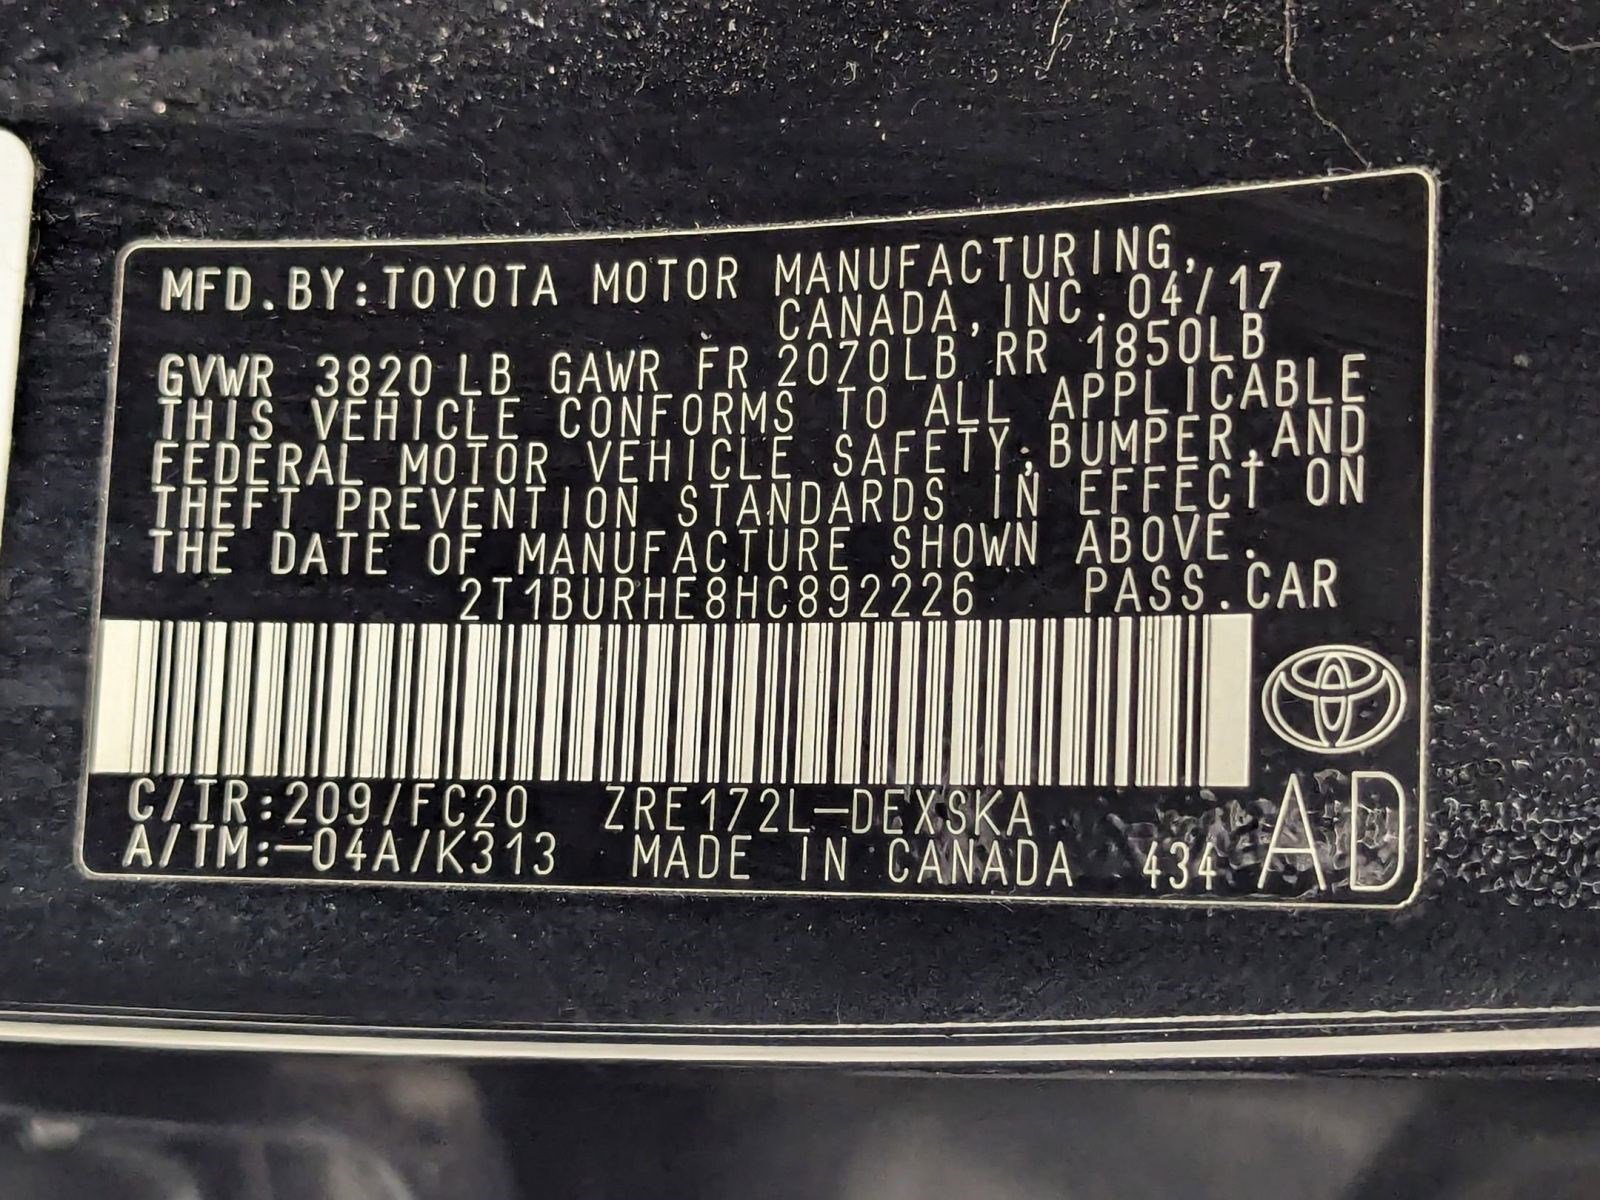 MFD.BY:TOYOTA MOTOR MANUFACTURING,
CANADA,INC.04/17
GVWR 3820LB GAWR FR 2070LB RR 1850LB
THIS VEHICLE CONFORMS TO ALL APPLICABLE
FEDERAL MOTOR VEHICLE SAFETY,BUMPER,AND
THEFT PREVENTION STANDARDS IN EFFECT ON
THE DATE OF MANUFACTURE SHOWN ABOVE.
2T1BURHE8HC892226 PASS.CAR
C/TR:209/FC20 ZRE172L-DEXSKA
A/TM:-04A/K313 MADE IN CANADA 434 AD